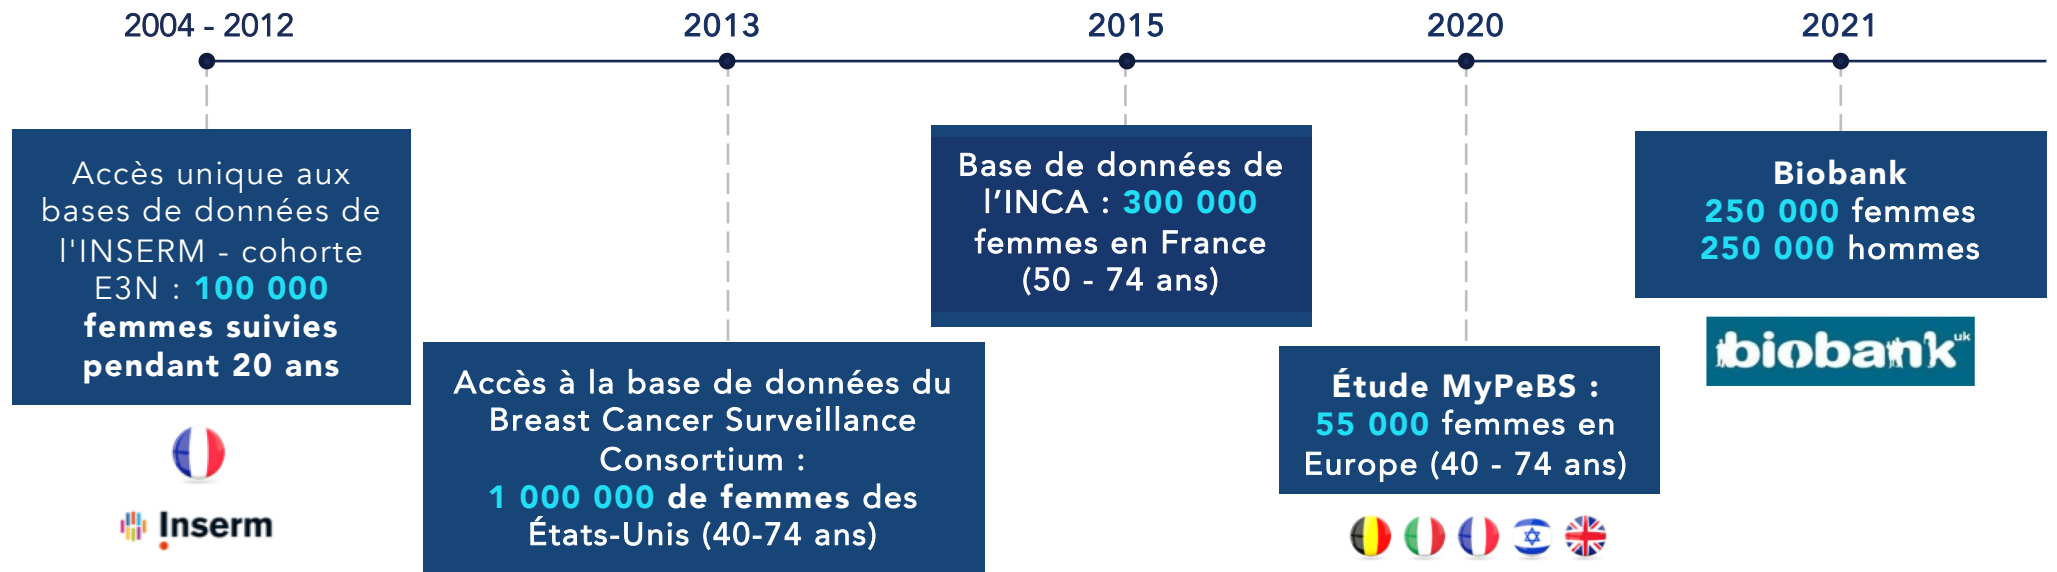 2004 - 2012
2013
2015
2020
2021
Accès unique aux
bases de données de
l'INSERM - cohorte
E3N : 100 000
femmes suivies
pendant 20 ans
Inserm
Accès à la base de données du
Breast Cancer Surveillance
Consortium :
1 000 000 de femmes des
États-Unis (40-74 ans)
Base de données de
l’INCA : 300 000
femmes en France
(50 - 74 ans)
Étude MyPeBS :
55 000 femmes en
Europe (40 - 74 ans)
Biobank
250 000 femmes
250 000 hommes
biobank uk